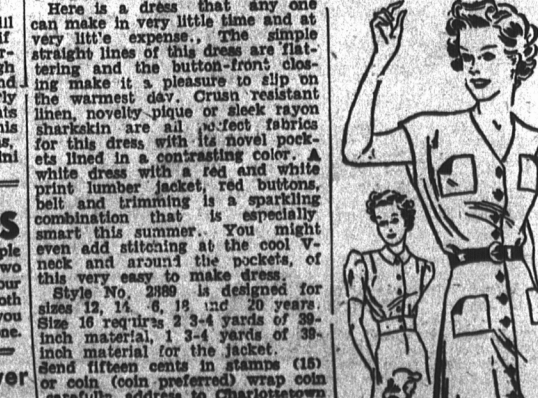 Here is a dress that any one
can make in very little time and at
very litt'e expense.. The simple
straight lines of this dress are flat-
tering and the button-front clos-
ing make it a pleasure to slip on
the warmest day. Crush resistant
linen, novelty pique or sleek rayon
sharkskin are all perfect fabrics
for this dress with its novel pock-
ets lined in a contrasting color. A
white dress with a red and white
print lumber jacket, red buttons,
belt and trimming is a sparkling
combination that is especially
smart this summer.. You might
even add stitching at the cool V-
neck and around the pockets, of
this very easy to make dress.
Style No. 2889 is designed for
sizes 12, 14, 6, 18 and 20 years.
Size 16 requires 2 3-4 yards of 39-
inch material, 1 3-4 yards of 39-
inch material for the jacket.
Send fifteen cents in stamps (15)
or coin (coin preferred) wrap coin
carefully, address to Charlottetown